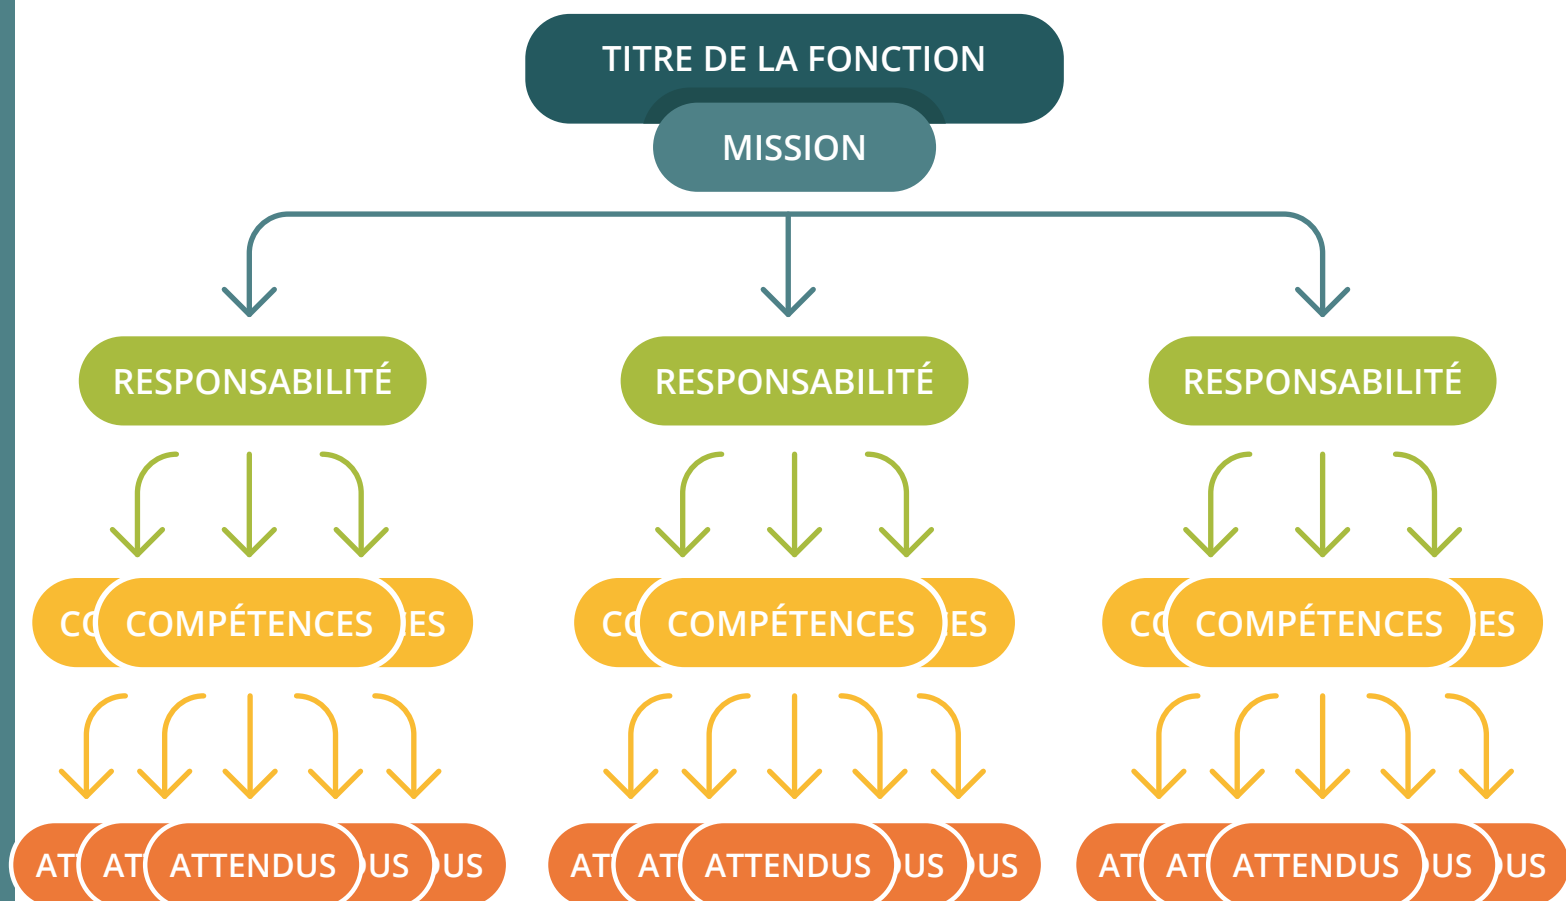 TITRE DE LA FONCTION
MISSION
RESPONSABILITÉ RESPONSABILITÉ RESPONSABILITÉ
COMPÉTENCES COMPÉTENCES COMPÉTENCES
ATTENDUS ATTENDUS ATTENDUS